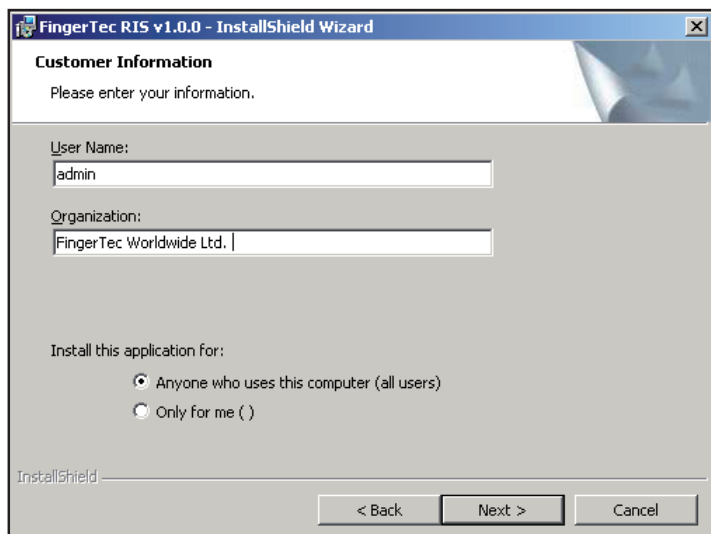 FingerTec RIS v1.0.0 - InstallShield Wizard
Customer Information
Please enter your information.
User Name:
admin
Organization:
FingerTec Worldwide Ltd.
Install this application for:
Anyone who uses this computer (all users)
Only for me ( )
InstallShield
< Back Next > Cancel